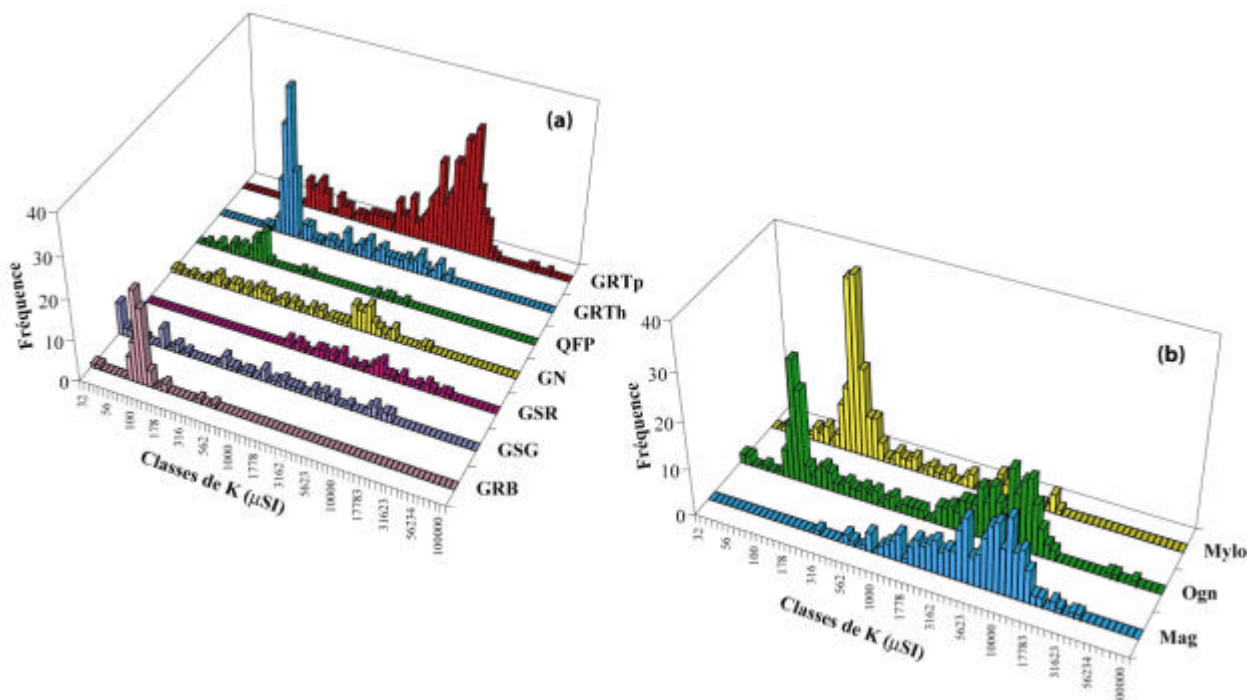 (a)
40
30
20
10
0
Fréquence
32
56
100
178
316
562
1000
1778
3162
5623
10000
17783
31623
56234
100000
Classes de K (µSI)
GRTp
GRTh
QFP
GN
GSR
GSG
GRB
(b)
40
30
20
10
0
Fréquence
32
56
100
178
316
562
1000
1778
3162
5623
10000
17783
31623
56234
00000
Classes de K (µSI)
Mylo
Ogn
Mag